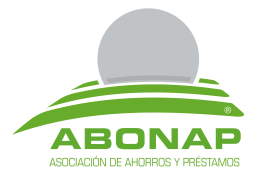 ®
ABONAP
ASOCIACIÓN DE AHORROS Y PRÉSTAMOS